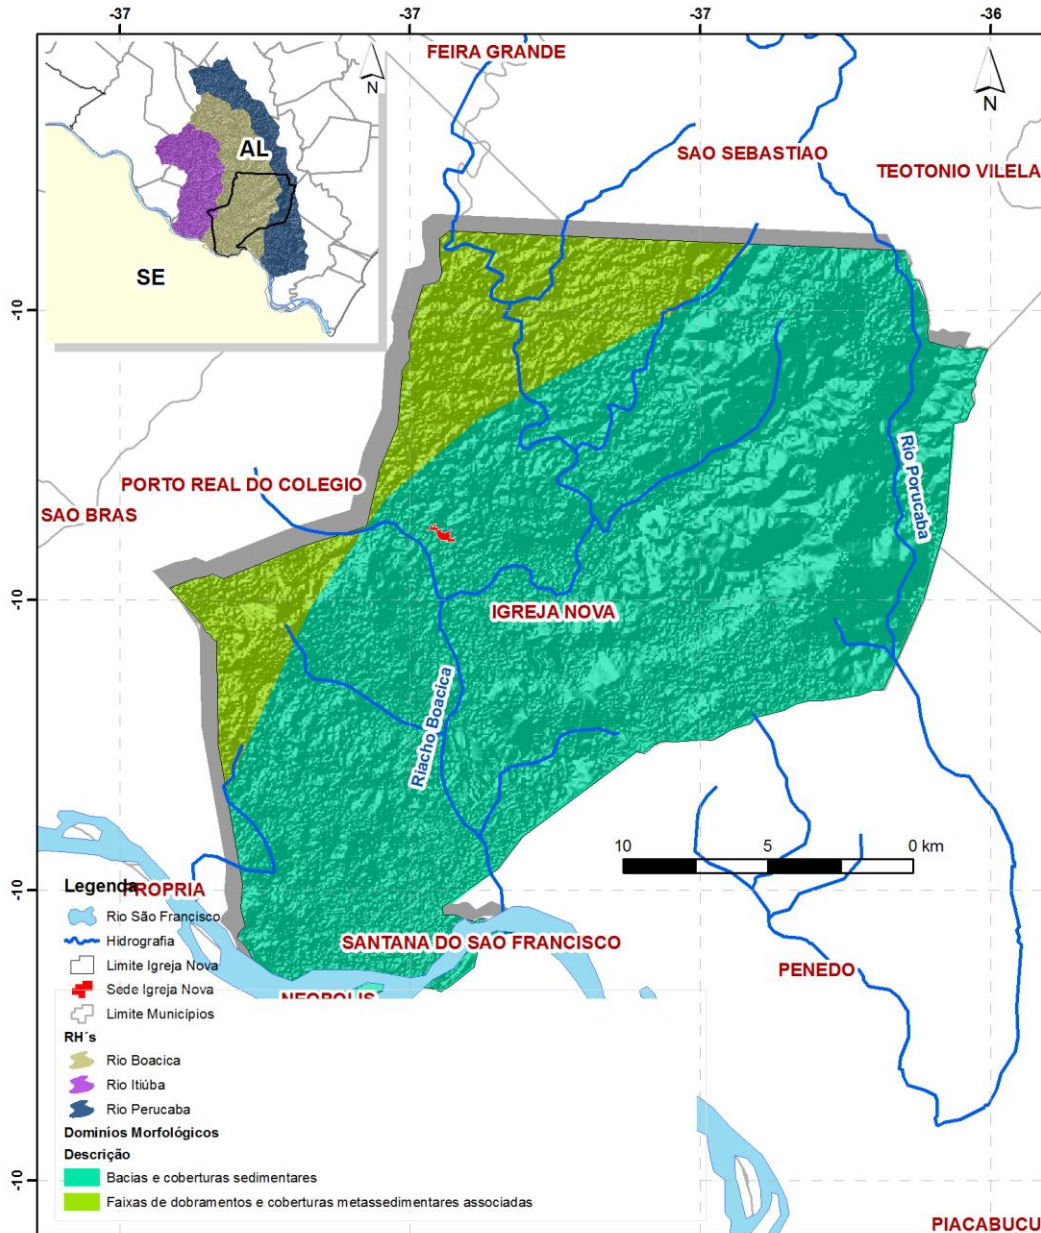 -37
-37
-37
-36
FEIRA GRANDE
N
N
AL
SAO SEBASTIAO
TEOTONIO VILELA
SE
-10
Rio Porucaba
PORTO REAL DO COLEGIO
SAO BRAS
-10
IGREJA NOVA
Riacho Boacica
10
5
0 km
-10
Legenda
PROPRIA
Rio São Francisco
Hidrografia
SANTANA DO SAO FRANCISCO
Limite Igreja Nova
PENEDO
Sede Igreja Nova
NEOPOLIS
Limite Municípios
RH´s
Rio Boacica
Rio Itiúba
Rio Perucaba
Dominios Morfológicos
Descrição
Bacias e coberturas sedimentares
-10
Faixas de dobramentos e coberturas metassedimentares associadas
PIACABUCU